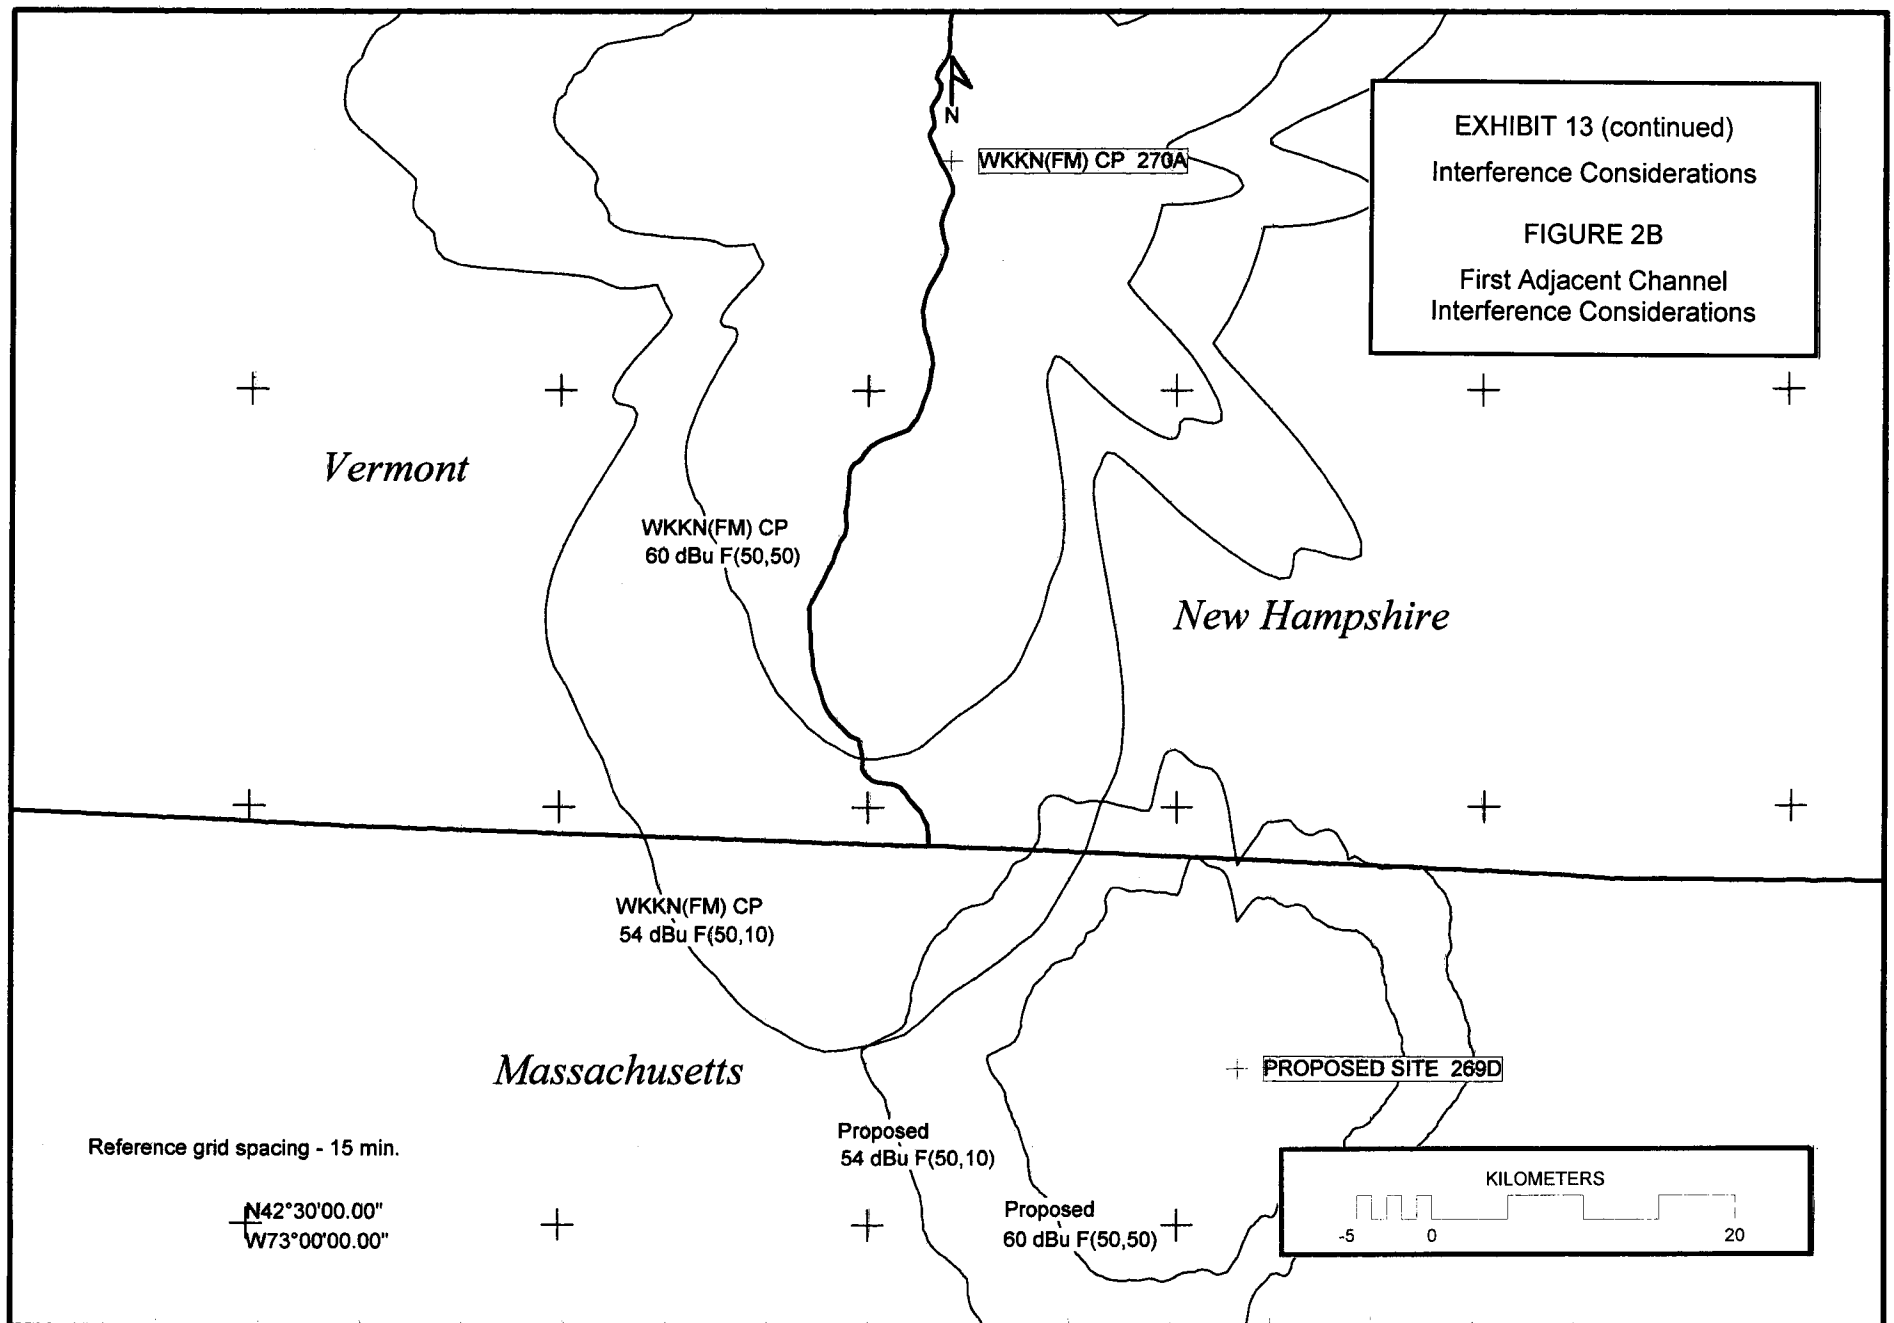 N
WKKN(FM) CP 270A
EXHIBIT 13 (continued)
Interference Considerations
FIGURE 2B
First Adjacent Channel
Interference Considerations
Vermont
WKKN(FM) CP
60 dBu F(50,50)
New Hampshire
WKKN(FM) CP
54 dBu F(50,10)
Massachusetts
PROPOSED SITE 269D
Proposed
54 dBu F(50,10)
Reference grid spacing - 15 min.
KILOMETERS
-5 0 20
Proposed
60 dBu F(50,50)
N42°30'00.00"
W73°00'00.00"